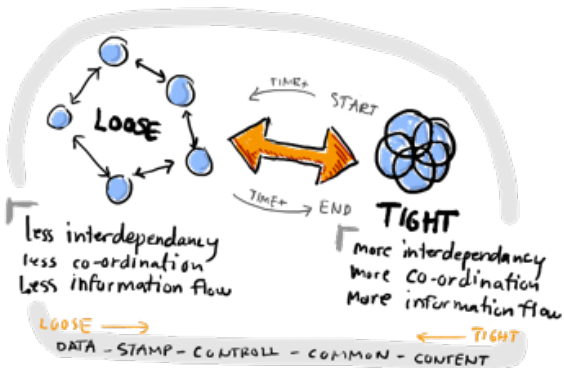 TIME+
START
LOOSE
TIME+
END
TIGHT
less interdependancy
less co-ordination
Less information flow
more interdependancy
more co-ordination
More information flow
LOOSE
TIGHT
DATA - STAMP - CONTROLL - COMMON - CONTENT